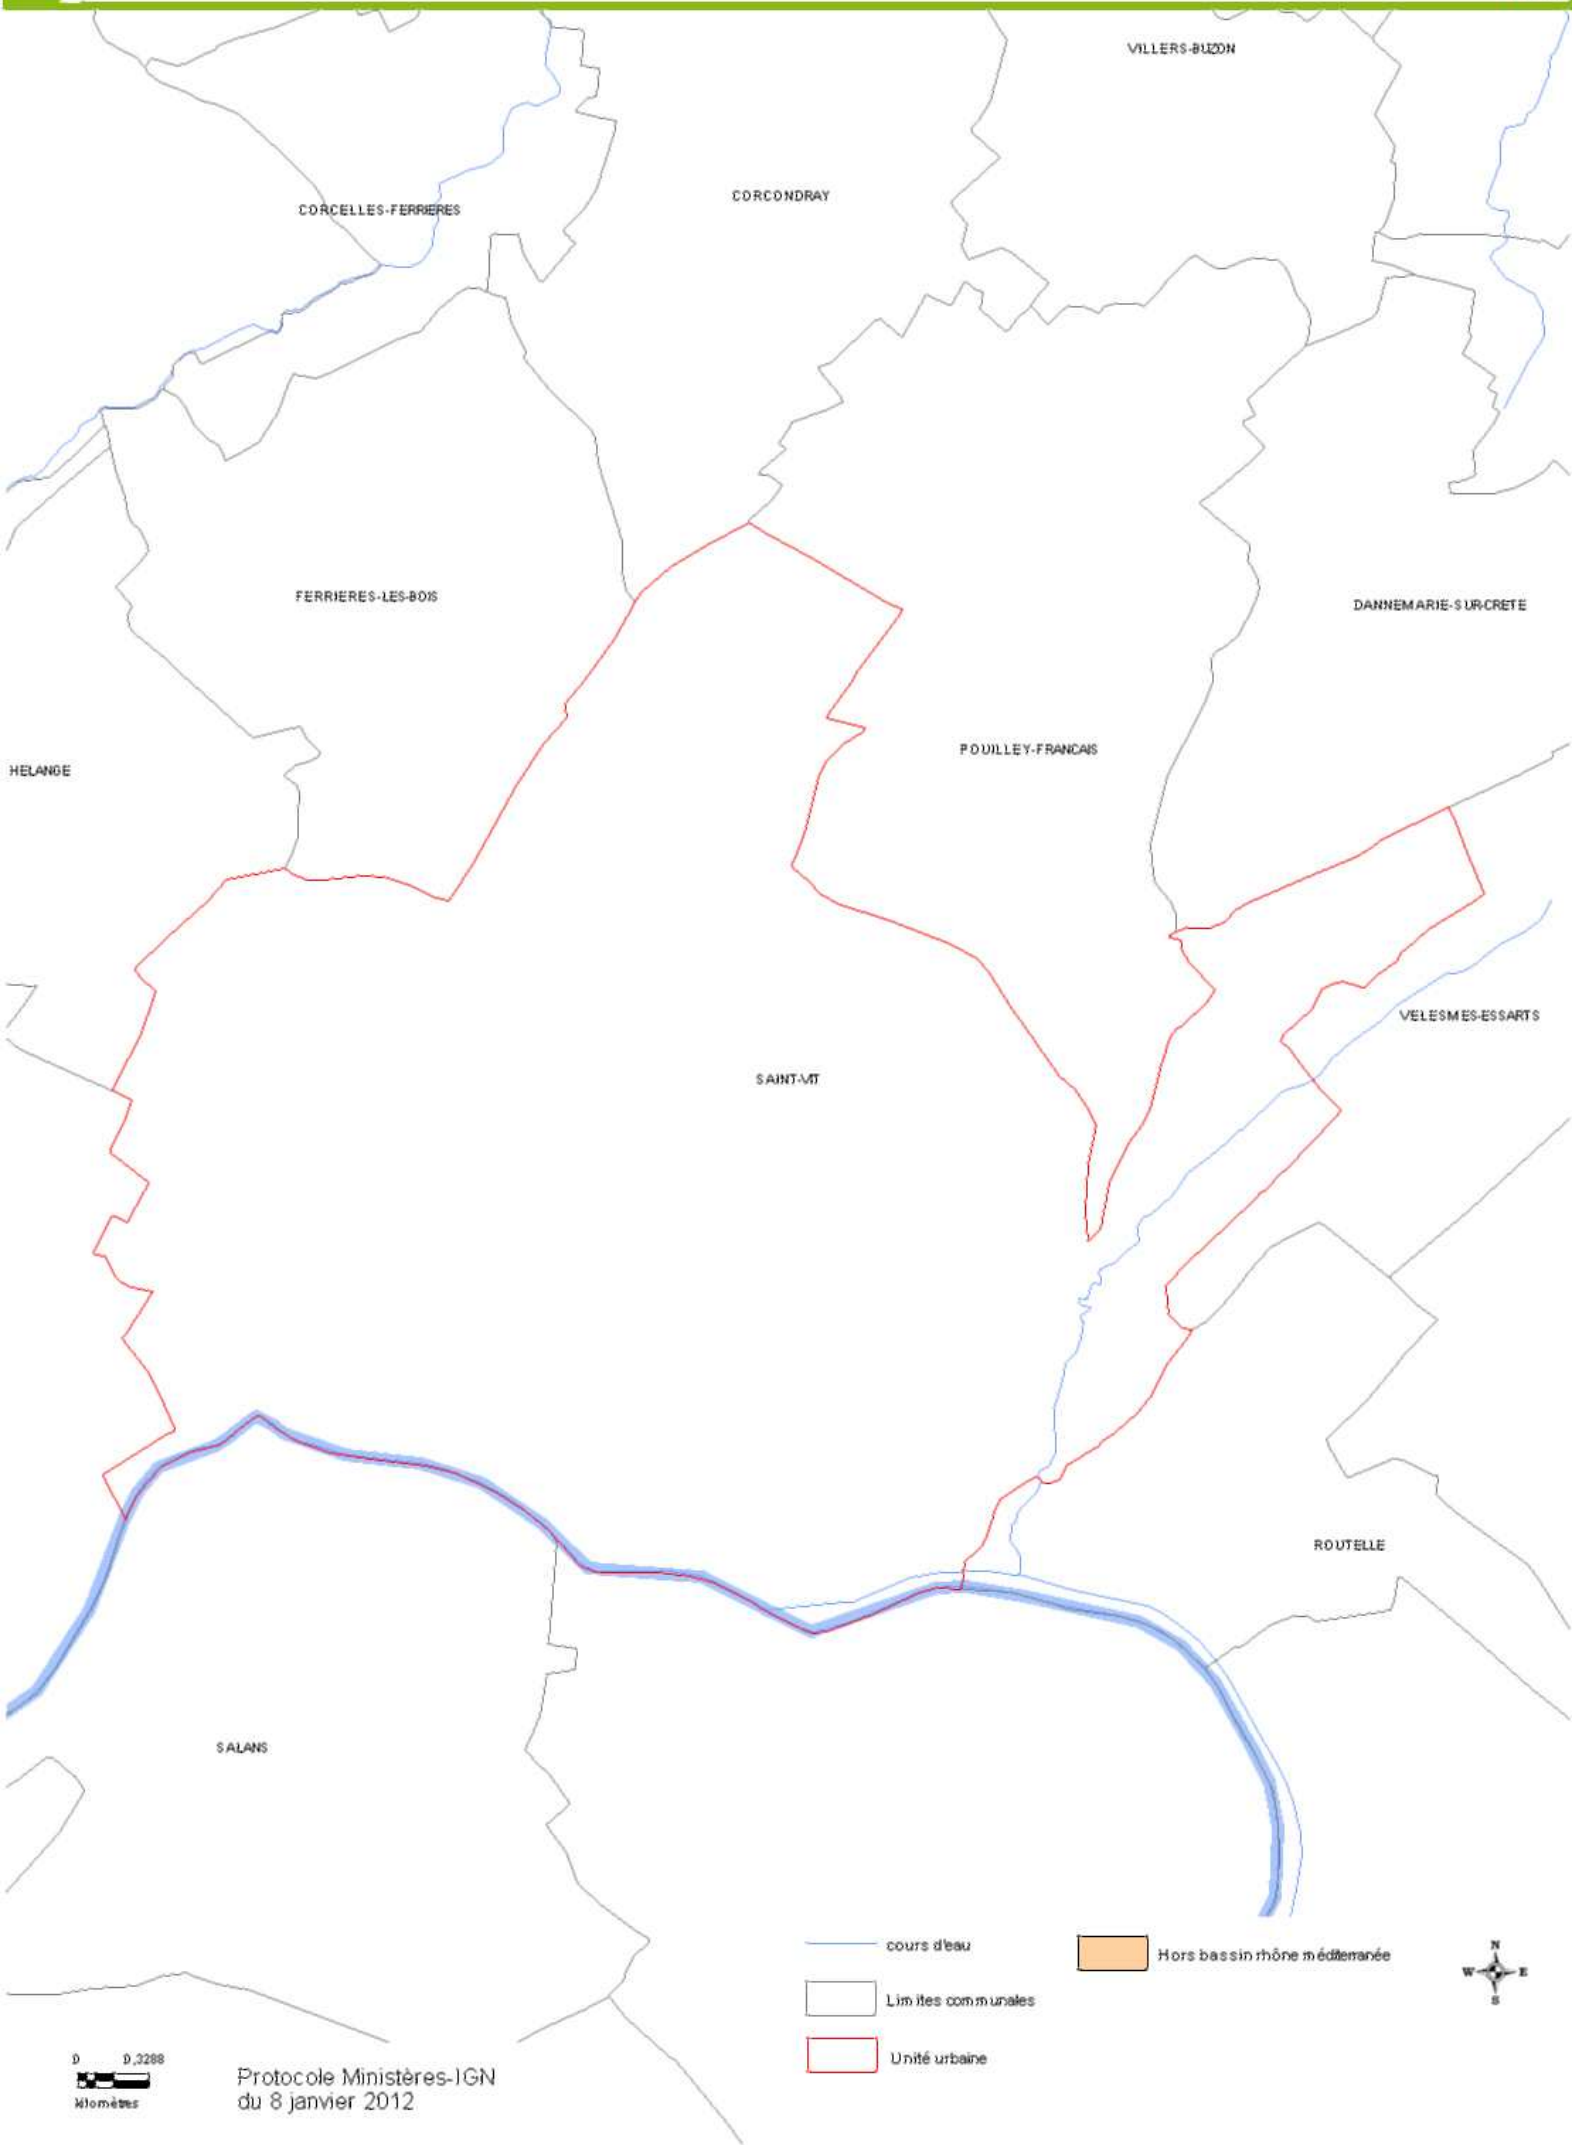 VILLERS-BUZON
CORCONDRAY
CORCELLES-FERRIERES
FERRIERES-LES-BOIS
DANNEMARIE-SUR-CRETE
POUILLEY-FRANCAIS
HELANGE
VELESMES-ESSARTS
SAINT-VIT
ROUTELLE
SALANS
cours d'eau
Hors bassin rhône méditerranée
Limites communales
Unité urbaine
N
W E
S
0 0,3288
kilomètres
Protocole Ministères-IGN
du 8 janvier 2012